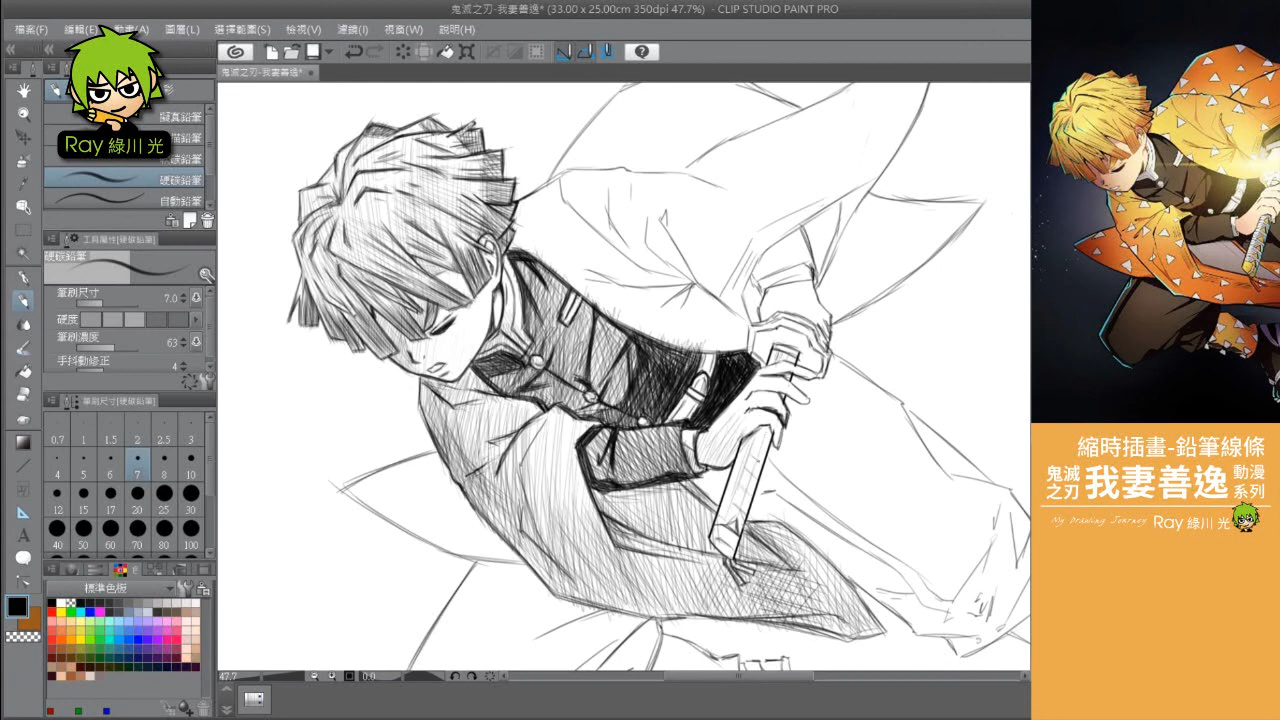 鬼滅之刃-我妻善逸* (33.00 x 25.00cm 350dpi 47.7%) - CLIP STUDIO PAINT PRO
檔案(F) 編輯(E) 動畫(A) 圖層(L) 選擇範圍(S) 檢視(V) 濾鏡(I) 視窗(W) 說明(H)
鬼滅之刃-我妻善逸*
Ray 綠川 光
擬真鉛筆
硬碳鉛筆
自動鉛筆
工具屬性[硬碳鉛筆]
硬碳鉛筆
筆刷尺寸 7.0
硬度
筆刷濃度 63
手抖動修正 4
筆刷尺寸[硬碳鉛筆]
0.7 1 1.5 2 2.5 3
4 5 6 7 8 10
12 15 17 20 25 30
40 50 60 70 80 100
標準色板
47.7 0.0
縮時插畫-鉛筆線條
鬼滅之刃 我妻善逸 動漫系列
My Drawing Journey Ray 綠川 光